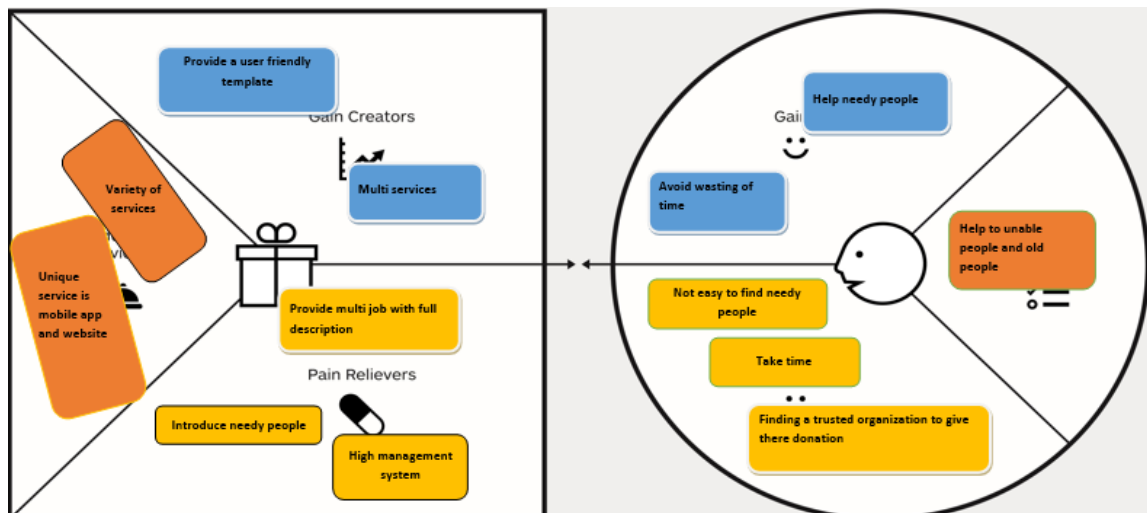 Provide a user friendly
template
Gain Creators
Multi services
Variety of
services
Unique
service is
mobile app
and website
Provide multi job with full
description
Pain Relievers
Introduce needy people
High management
system
Help needy people
Avoid wasting of
time
Help to unable
people and old
people
Not easy to find needy
people
Take time
Finding a trusted organization to give
there donation